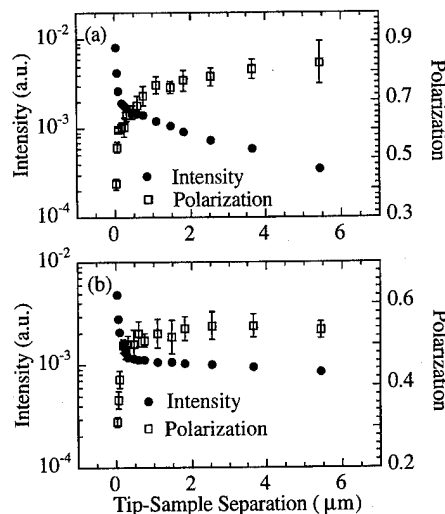 (a)
Intensity (a.u.)
10⁻²
10⁻³
10⁻⁴
0.9
0.7
0.5
0.3
Polarization
● Intensity
□ Polarization
0 2 4 6
(b)
Intensity (a.u.)
10⁻²
10⁻³
10⁻⁴
0.6
0.4
0.2
Polarization
● Intensity
□ Polarization
0 2 4 6
Tip-Sample Separation (μm)